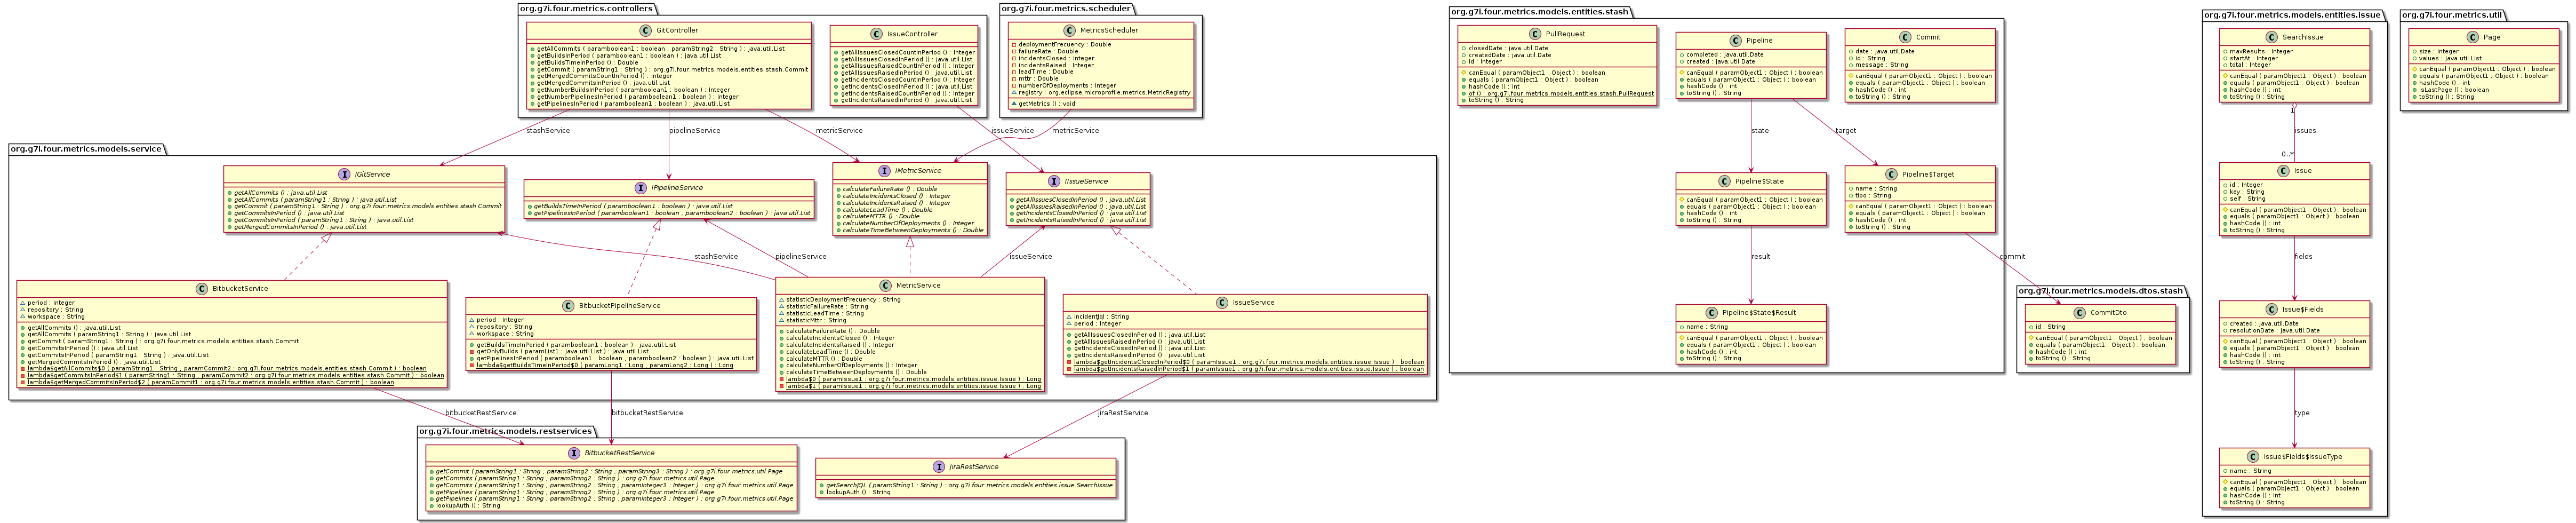 org.g7i.four.metrics.controllers
GitController
getAllCommits ( paramboolean1 : boolean , paramString2 : String ) : java.util.List
getBuildsInPeriod ( paramboolean1 : boolean ) : java.util.List
getBuildsTimeInPeriod () : Double
getCommit ( paramString1 : String ) : org.g7i.four.metrics.models.entities.stash.Commit
getMergedCommitsCountInPeriod () : Integer
getMergedCommitsInPeriod () : java.util.List
getNumberBuildsInPeriod ( paramboolean1 : boolean ) : Integer
getNumberPipelinesInPeriod ( paramboolean1 : boolean ) : Integer
getPipelinesInPeriod ( paramboolean1 : boolean ) : java.util.List
IssueController
getAllIssuesClosedCountInPeriod () : Integer
getAllIssuesClosedInPeriod () : java.util.List
getAllIssuesRaisedCountInPeriod () : Integer
getAllIssuesRaisedInPeriod () : java.util.List
getIncidentsClosedCountInPeriod () : Integer
getIncidentsClosedInPeriod () : java.util.List
getIncidentsRaisedCountInPeriod () : Integer
getIncidentsRaisedInPeriod () : java.util.List
org.g7i.four.metrics.scheduler
MetricsScheduler
deploymentFrecuency : Double
failureRate : Double
incidentsClosed : Integer
incidentsRaised : Integer
leadTime : Double
mttr : Double
numberOfDeployments : Integer
registry : org.eclipse.microprofile.metrics.MetricRegistry
getMetrics () : void
stashService
pipelineService
metricService
issueService
metricService
org.g7i.four.metrics.models.service
IGitService
getAllCommits () : java.util.List
getAllCommits ( paramString1 : String ) : java.util.List
getCommit ( paramString1 : String ) : org.g7i.four.metrics.models.entities.stash.Commit
getCommitsInPeriod () : java.util.List
getCommitsInPeriod ( paramString1 : String ) : java.util.List
getMergedCommitsInPeriod () : java.util.List
IPipelineService
getBuildsTimeInPeriod ( paramboolean1 : boolean ) : java.util.List
getPipelinesInPeriod ( paramboolean1 : boolean , paramboolean2 : boolean ) : java.util.List
IMetricService
calculateFailureRate () : Double
calculateIncidentsClosed () : Integer
calculateIncidentsRaised () : Integer
calculateLeadTime () : Double
calculateMTTR () : Double
calculateNumberOfDeployments () : Integer
calculateTimeBetweenDeployments () : Double
IIssueService
getAllIssuesClosedInPeriod () : java.util.List
getAllIssuesRaisedInPeriod () : java.util.List
getIncidentsClosedInPeriod () : java.util.List
getIncidentsRaisedInPeriod () : java.util.List
stashService
pipelineService
issueService
BitbucketService
period : Integer
repository : String
workspace : String
getAllCommits () : java.util.List
getAllCommits ( paramString1 : String ) : java.util.List
getCommit ( paramString1 : String ) : org.g7i.four.metrics.models.entities.stash.Commit
getCommitsInPeriod () : java.util.List
getCommitsInPeriod ( paramString1 : String ) : java.util.List
getMergedCommitsInPeriod () : java.util.List
lambda$getAllCommits$0 ( paramString1 : String , paramCommit2 : org.g7i.four.metrics.models.entities.stash.Commit ) : boolean
lambda$getCommitsInPeriod$1 ( paramString1 : String , paramCommit2 : org.g7i.four.metrics.models.entities.stash.Commit ) : boolean
lambda$getMergedCommitsInPeriod$2 ( paramCommit1 : org.g7i.four.metrics.models.entities.stash.Commit ) : boolean
BitbucketPipelineService
period : Integer
repository : String
workspace : String
getBuildsTimeInPeriod ( paramboolean1 : boolean ) : java.util.List
getOnlyBuilds ( paramList1 : java.util.List ) : java.util.List
getPipelinesInPeriod ( paramboolean1 : boolean , paramboolean2 : boolean ) : java.util.List
lambda$getBuildsTimeInPeriod$0 ( paramLong1 : Long , paramLong2 : Long ) : Long
MetricService
statisticDeploymentFrecuency : String
statisticFailureRate : String
statisticLeadTime : String
statisticMttr : String
calculateFailureRate () : Double
calculateIncidentsClosed () : Integer
calculateIncidentsRaised () : Integer
calculateLeadTime () : Double
calculateMTTR () : Double
calculateNumberOfDeployments () : Integer
calculateTimeBetweenDeployments () : Double
lambda$0 ( paramIssue1 : org.g7i.four.metrics.models.entities.issue.Issue ) : Long
lambda$1 ( paramIssue1 : org.g7i.four.metrics.models.entities.issue.Issue ) : Long
IssueService
incidentJql : String
period : Integer
getAllIssuesClosedInPeriod () : java.util.List
getAllIssuesRaisedInPeriod () : java.util.List
getIncidentsClosedInPeriod () : java.util.List
getIncidentsRaisedInPeriod () : java.util.List
lambda$getIncidentsClosedInPeriod$0 ( paramIssue1 : org.g7i.four.metrics.models.entities.issue.Issue ) : boolean
lambda$getIncidentsRaisedInPeriod$1 ( paramIssue1 : org.g7i.four.metrics.models.entities.issue.Issue ) : boolean
bitbucketRestService
bitbucketRestService
jiraRestService
org.g7i.four.metrics.models.restservices
BitbucketRestService
getCommit ( paramString1 : String , paramString2 : String , paramString3 : String ) : org.g7i.four.metrics.util.Page
getCommits ( paramString1 : String , paramString2 : String ) : org.g7i.four.metrics.util.Page
getCommits ( paramString1 : String , paramString2 : String , paramInteger3 : Integer ) : org.g7i.four.metrics.util.Page
getPipelines ( paramString1 : String , paramString2 : String ) : org.g7i.four.metrics.util.Page
getPipelines ( paramString1 : String , paramString2 : String , paramInteger3 : Integer ) : org.g7i.four.metrics.util.Page
lookupAuth () : String
JiraRestService
getSearchJQL ( paramString1 : String ) : org.g7i.four.metrics.models.entities.issue.SearchIssue
lookupAuth () : String
org.g7i.four.metrics.models.entities.stash
PullRequest
closedDate : java.util.Date
createdDate : java.util.Date
id : Integer
canEqual ( paramObject1 : Object ) : boolean
equals ( paramObject1 : Object ) : boolean
hashCode () : int
of () : org.g7i.four.metrics.models.entities.stash.PullRequest
toString () : String
Pipeline
completed : java.util.Date
created : java.util.Date
canEqual ( paramObject1 : Object ) : boolean
equals ( paramObject1 : Object ) : boolean
hashCode () : int
toString () : String
Commit
date : java.util.Date
id : String
message : String
canEqual ( paramObject1 : Object ) : boolean
equals ( paramObject1 : Object ) : boolean
hashCode () : int
toString () : String
state
target
Pipeline$State
canEqual ( paramObject1 : Object ) : boolean
equals ( paramObject1 : Object ) : boolean
hashCode () : int
toString () : String
Pipeline$Target
name : String
tipo : String
canEqual ( paramObject1 : Object ) : boolean
equals ( paramObject1 : Object ) : boolean
hashCode () : int
toString () : String
result
commit
Pipeline$State$Result
name : String
canEqual ( paramObject1 : Object ) : boolean
equals ( paramObject1 : Object ) : boolean
hashCode () : int
toString () : String
org.g7i.four.metrics.models.dtos.stash
CommitDto
id : String
canEqual ( paramObject1 : Object ) : boolean
equals ( paramObject1 : Object ) : boolean
hashCode () : int
toString () : String
org.g7i.four.metrics.models.entities.issue
SearchIssue
maxResults : Integer
startAt : Integer
total : Integer
canEqual ( paramObject1 : Object ) : boolean
equals ( paramObject1 : Object ) : boolean
hashCode () : int
toString () : String
1
issues
0..*
Issue
id : Integer
key : String
self : String
canEqual ( paramObject1 : Object ) : boolean
equals ( paramObject1 : Object ) : boolean
hashCode () : int
toString () : String
fields
Issue$Fields
created : java.util.Date
resolutionDate : java.util.Date
canEqual ( paramObject1 : Object ) : boolean
equals ( paramObject1 : Object ) : boolean
hashCode () : int
toString () : String
type
Issue$Fields$IssueType
name : String
canEqual ( paramObject1 : Object ) : boolean
equals ( paramObject1 : Object ) : boolean
hashCode () : int
toString () : String
org.g7i.four.metrics.util
Page
size : Integer
values : java.util.List
canEqual ( paramObject1 : Object ) : boolean
equals ( paramObject1 : Object ) : boolean
hashCode () : int
isLastPage () : boolean
toString () : String